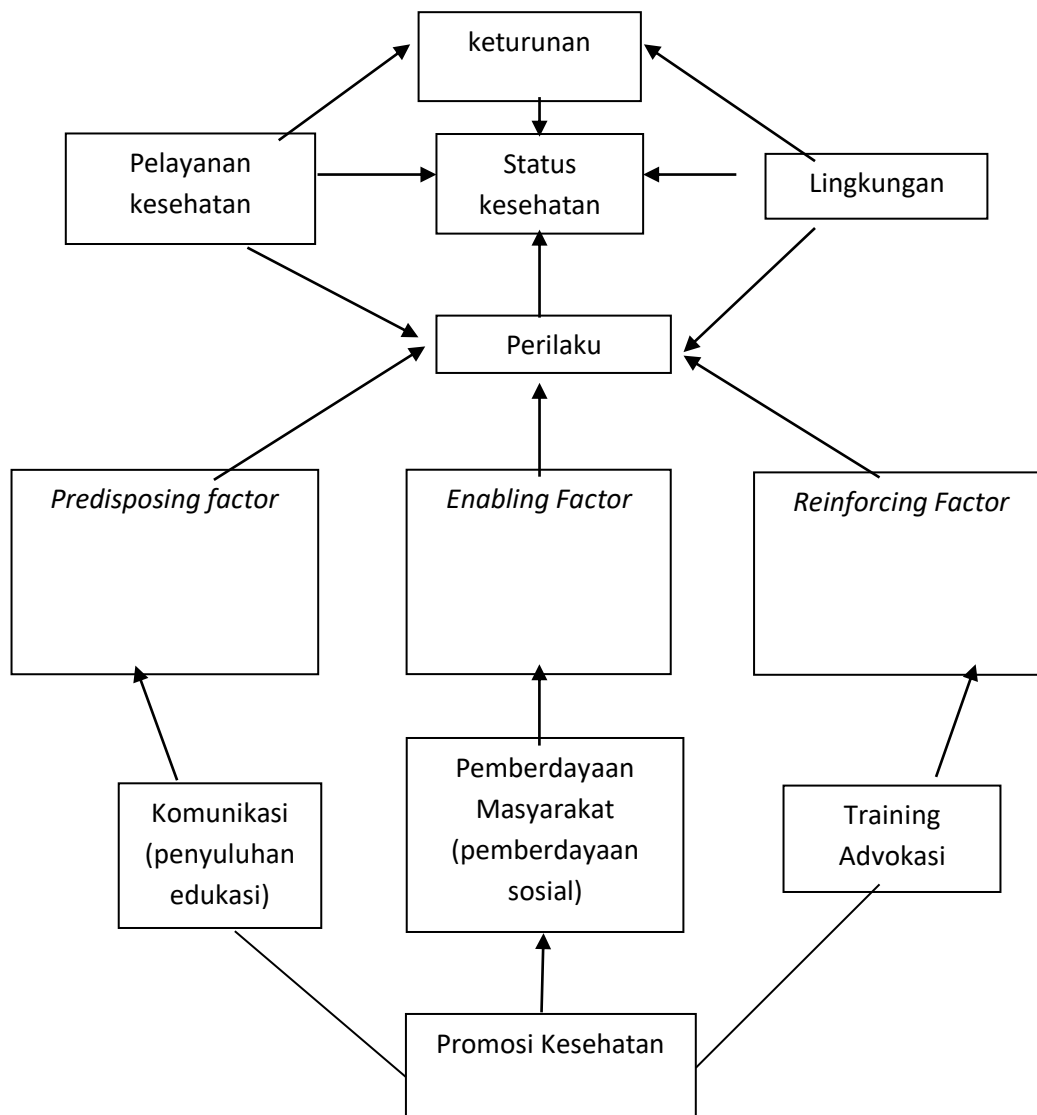 keturunan
Pelayanan
kesehatan
Status
kesehatan
Lingkungan
Perilaku
Predisposing factor
Enabling Factor
Reinforcing Factor
Komunikasi
(penyuluhan
edukasi)
Pemberdayaan
Masyarakat
(pemberdayaan
sosial)
Training
Advokasi
Promosi Kesehatan